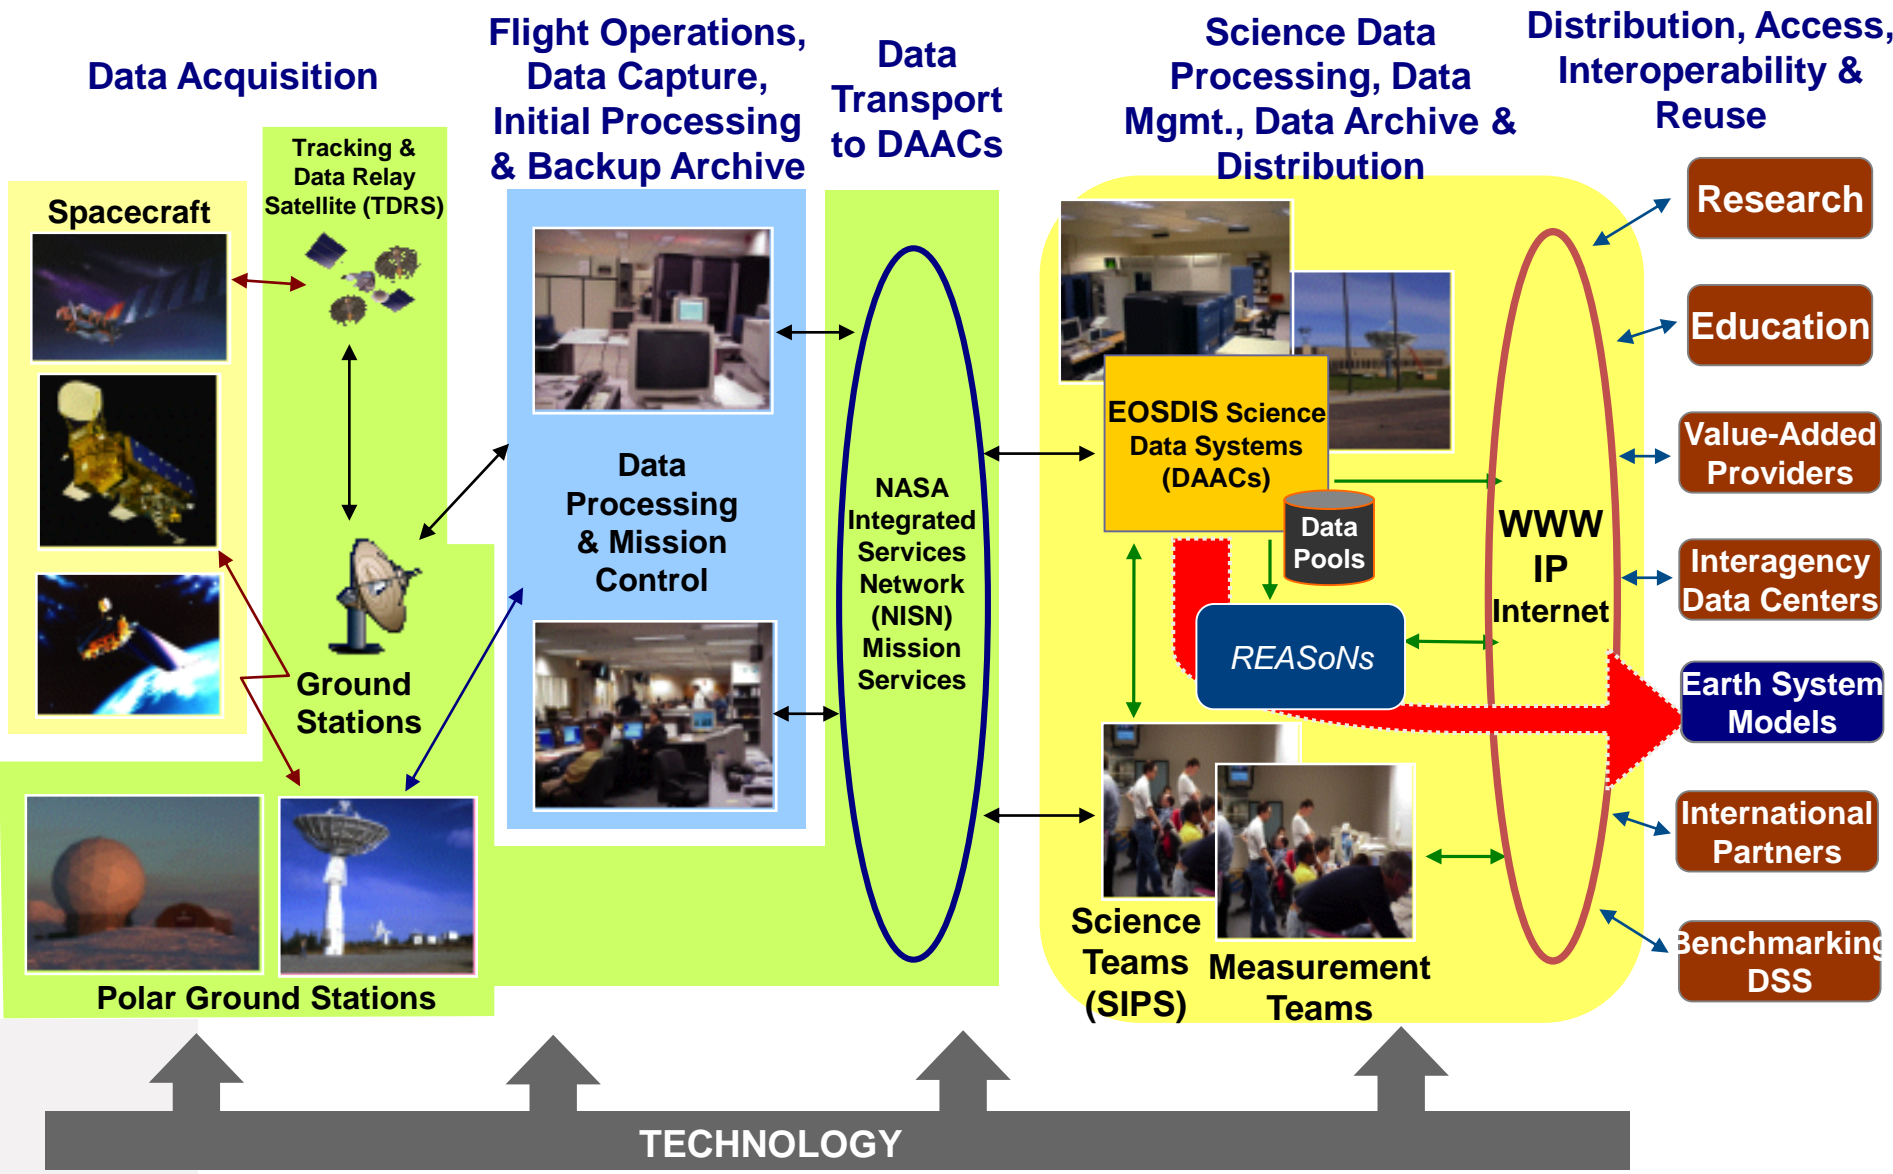 Data Acquisition
Flight Operations,
Data Capture,
Initial Processing
& Backup Archive
Data
Transport
to DAACs
Science Data
Processing, Data
Mgmt., Data Archive &
Distribution
Distribution, Access,
Interoperability &
Reuse
Spacecraft
Tracking &
Data Relay
Satellite (TDRS)
Ground
Stations
Polar Ground Stations
Data
Processing
& Mission
Control
NASA
Integrated
Services
Network
(NISN)
Mission
Services
EOSDIS Science
Data Systems
(DAACs)
Data
Pools
REASoNs
Science
Teams
(SIPS)
Measurement
Teams
WWW
IP
Internet
Research
Education
Value-Added
Providers
Interagency
Data Centers
Earth System
Models
International
Partners
Benchmarking
DSS
TECHNOLOGY